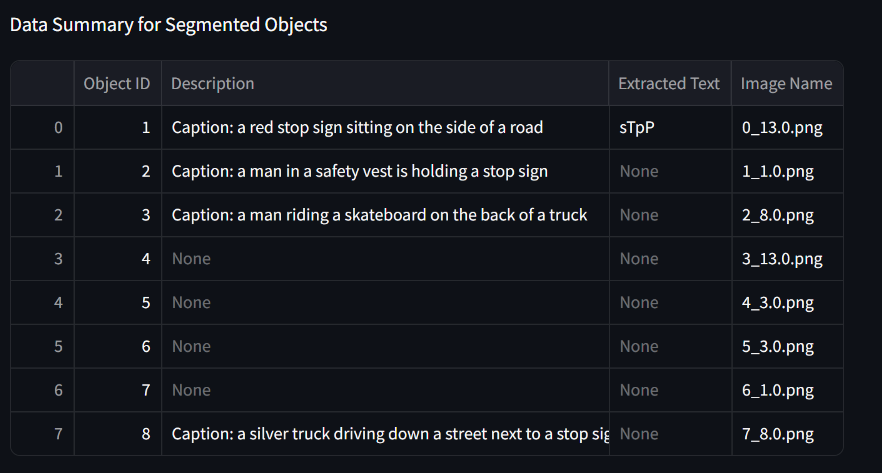 Data Summary for Segmented Objects
Object ID Description Extracted Text Image Name
0 1 Caption: a red stop sign sitting on the side of a road sTpP 0_13.0.png
1 2 Caption: a man in a safety vest is holding a stop sign None 1_1.0.png
2 3 Caption: a man riding a skateboard on the back of a truck None 2_8.0.png
3 4 None None 3_13.0.png
4 5 None None 4_3.0.png
5 6 None None 5_3.0.png
6 7 None None 6_1.0.png
7 8 Caption: a silver truck driving down a street next to a stop sig None 7_8.0.png